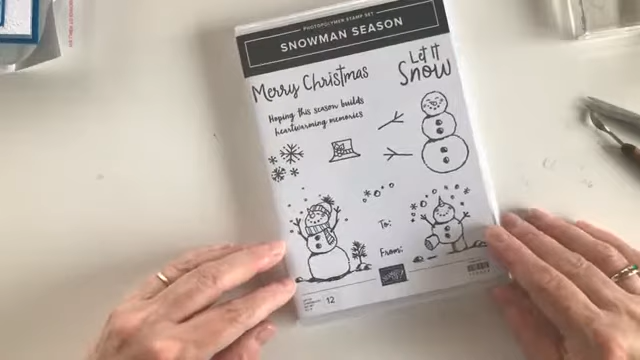 PHOTOPOLYMER STAMP SET
SNOWMAN SEASON
Merry Christmas
LET IT
SNOW
Hoping this season builds
heartwarming memories
To:
From:
12